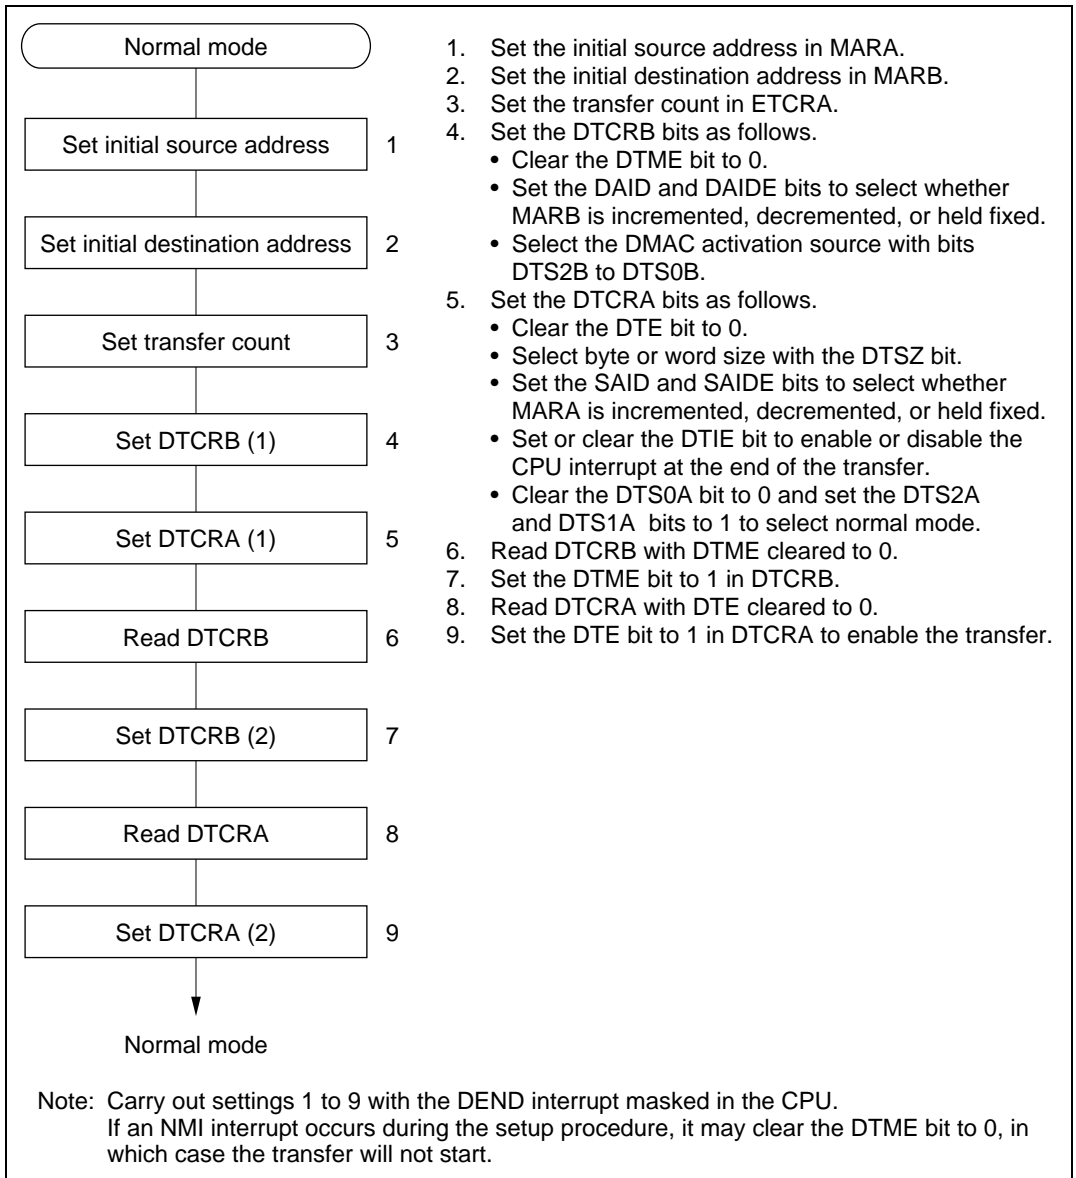 Normal mode
Set initial source address 1
Set initial destination address 2
Set transfer count 3
Set DTCRB (1) 4
Set DTCRA (1) 5
Read DTCRB 6
Set DTCRB (2) 7
Read DTCRA 8
Set DTCRA (2) 9
Normal mode
1. Set the initial source address in MARA.
2. Set the initial destination address in MARB.
3. Set the transfer count in ETCRA.
4. Set the DTCRB bits as follows.
• Clear the DTME bit to 0.
• Set the DAID and DAIDE bits to select whether
MARB is incremented, decremented, or held fixed.
• Select the DMAC activation source with bits
DTS2B to DTS0B.
5. Set the DTCRA bits as follows.
• Clear the DTE bit to 0.
• Select byte or word size with the DTSZ bit.
• Set the SAID and SAIDE bits to select whether
MARA is incremented, decremented, or held fixed.
• Set or clear the DTIE bit to enable or disable the
CPU interrupt at the end of the transfer.
• Clear the DTS0A bit to 0 and set the DTS2A
and DTS1A bits to 1 to select normal mode.
6. Read DTCRB with DTME cleared to 0.
7. Set the DTME bit to 1 in DTCRB.
8. Read DTCRA with DTE cleared to 0.
9. Set the DTE bit to 1 in DTCRA to enable the transfer.
Note: Carry out settings 1 to 9 with the DEND interrupt masked in the CPU.
If an NMI interrupt occurs during the setup procedure, it may clear the DTME bit to 0, in
which case the transfer will not start.